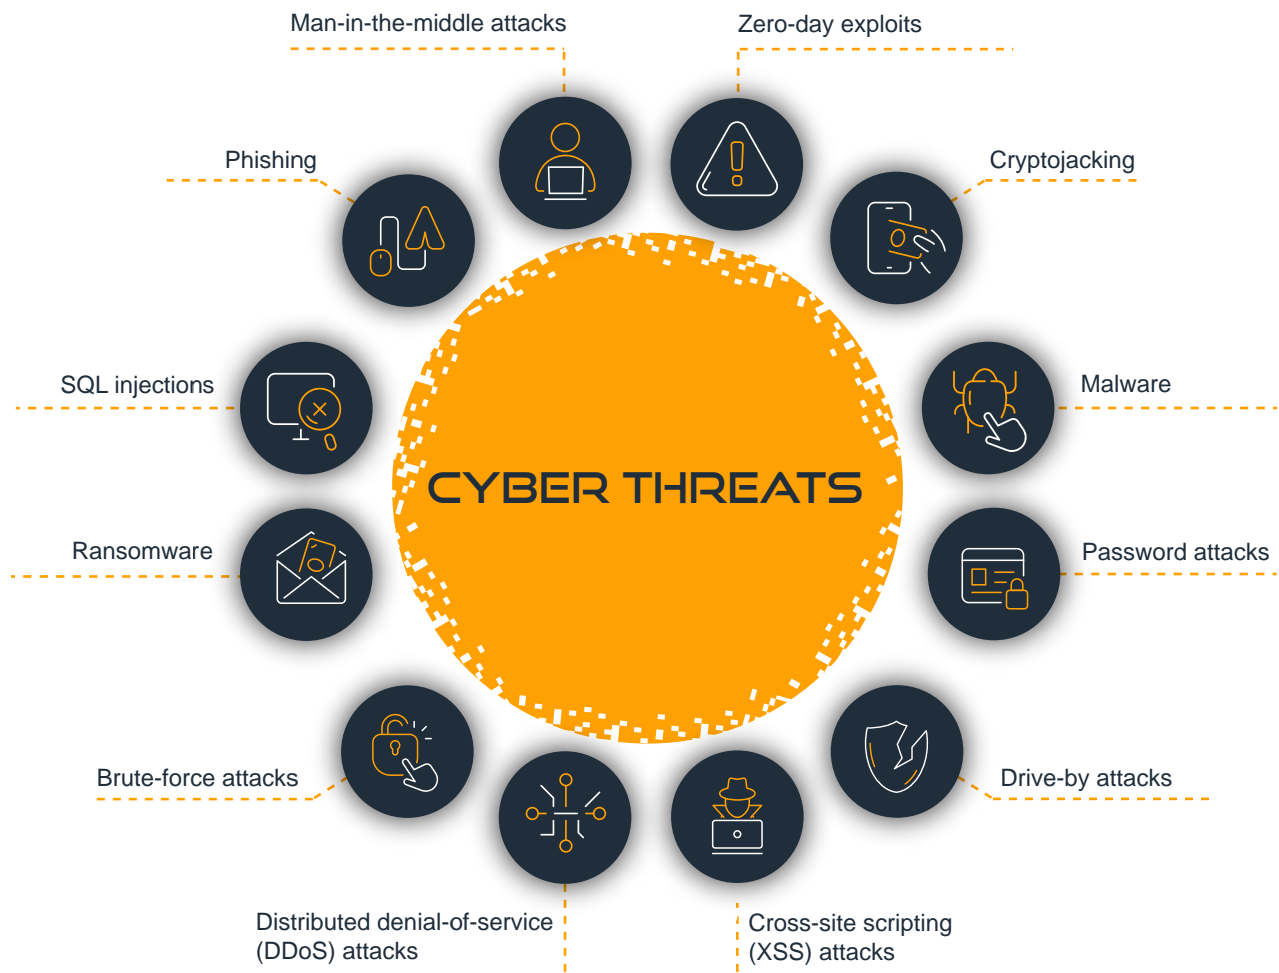 Man-in-the-middle attacks
Zero-day exploits
Phishing
Cryptojacking
SQL injections
Malware
CYBER THREATS
Ransomware
Password attacks
Brute-force attacks
Drive-by attacks
Distributed denial-of-service
(DDoS) attacks
Cross-site scripting
(XSS) attacks